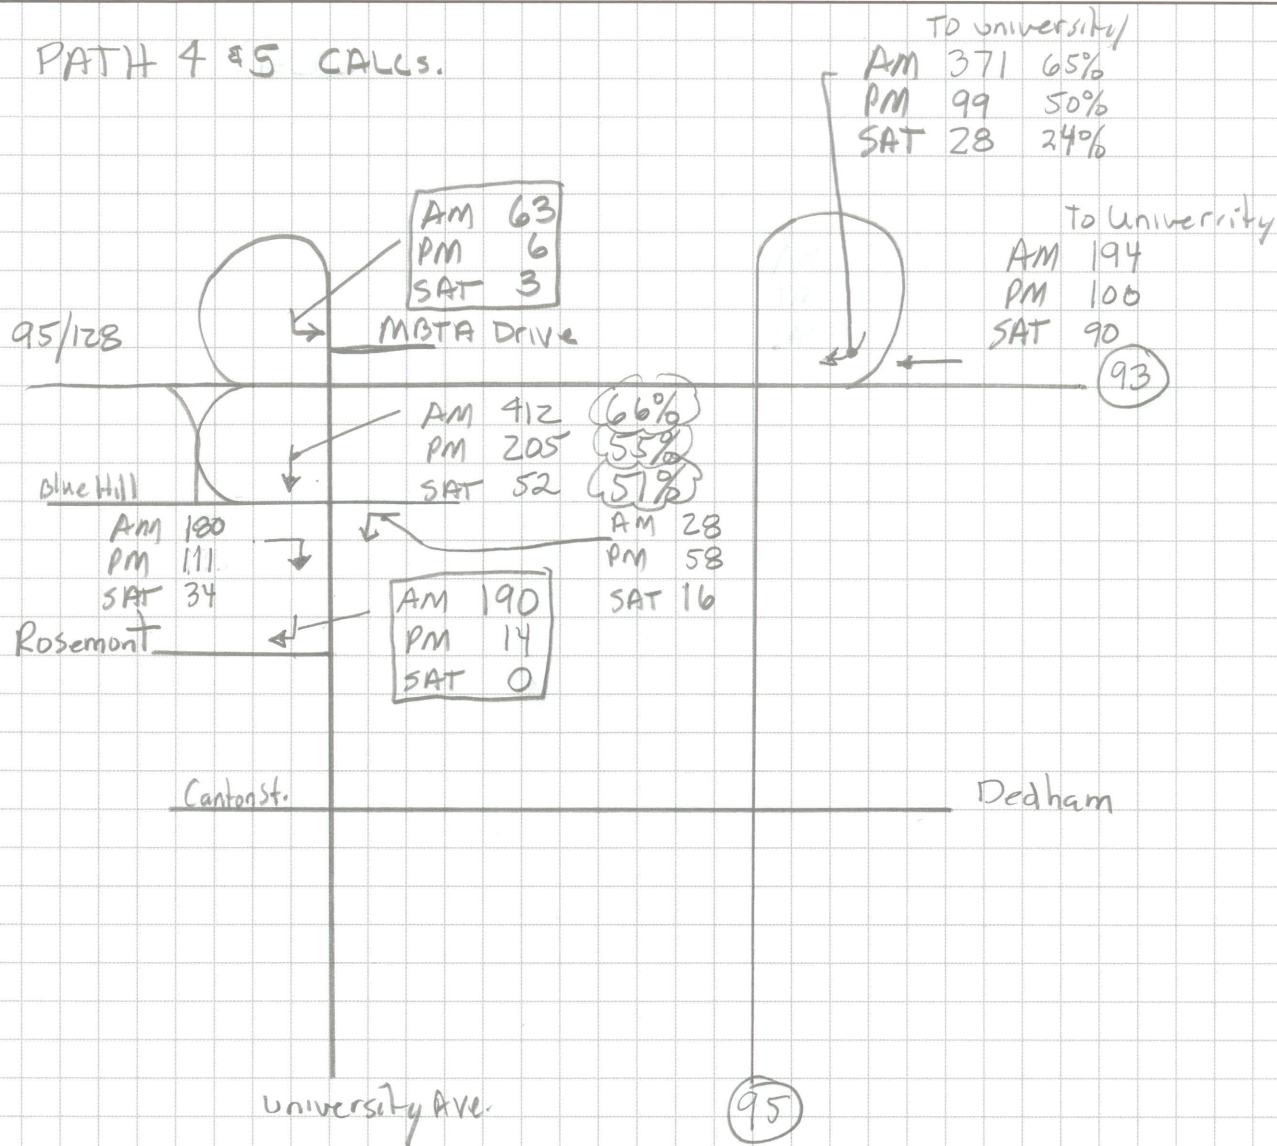 PATH 4 & 5 CALCS.
TO university
AM 371 65%
PM 99 50%
SAT 28 24%
AM 63
PM 6
SAT 3
To University
AM 194
PM 100
SAT 90
95/128
MBTA Drive
93
AM 412 66%
PM 205 55%
SAT 52 57%
Blue Hill
AM 180
PM 111
SAT 34
AM 28
PM 58
SAT 16
AM 190
PM 14
SAT 0
Rosemont
Canton St.
Dedham
University Ave.
95